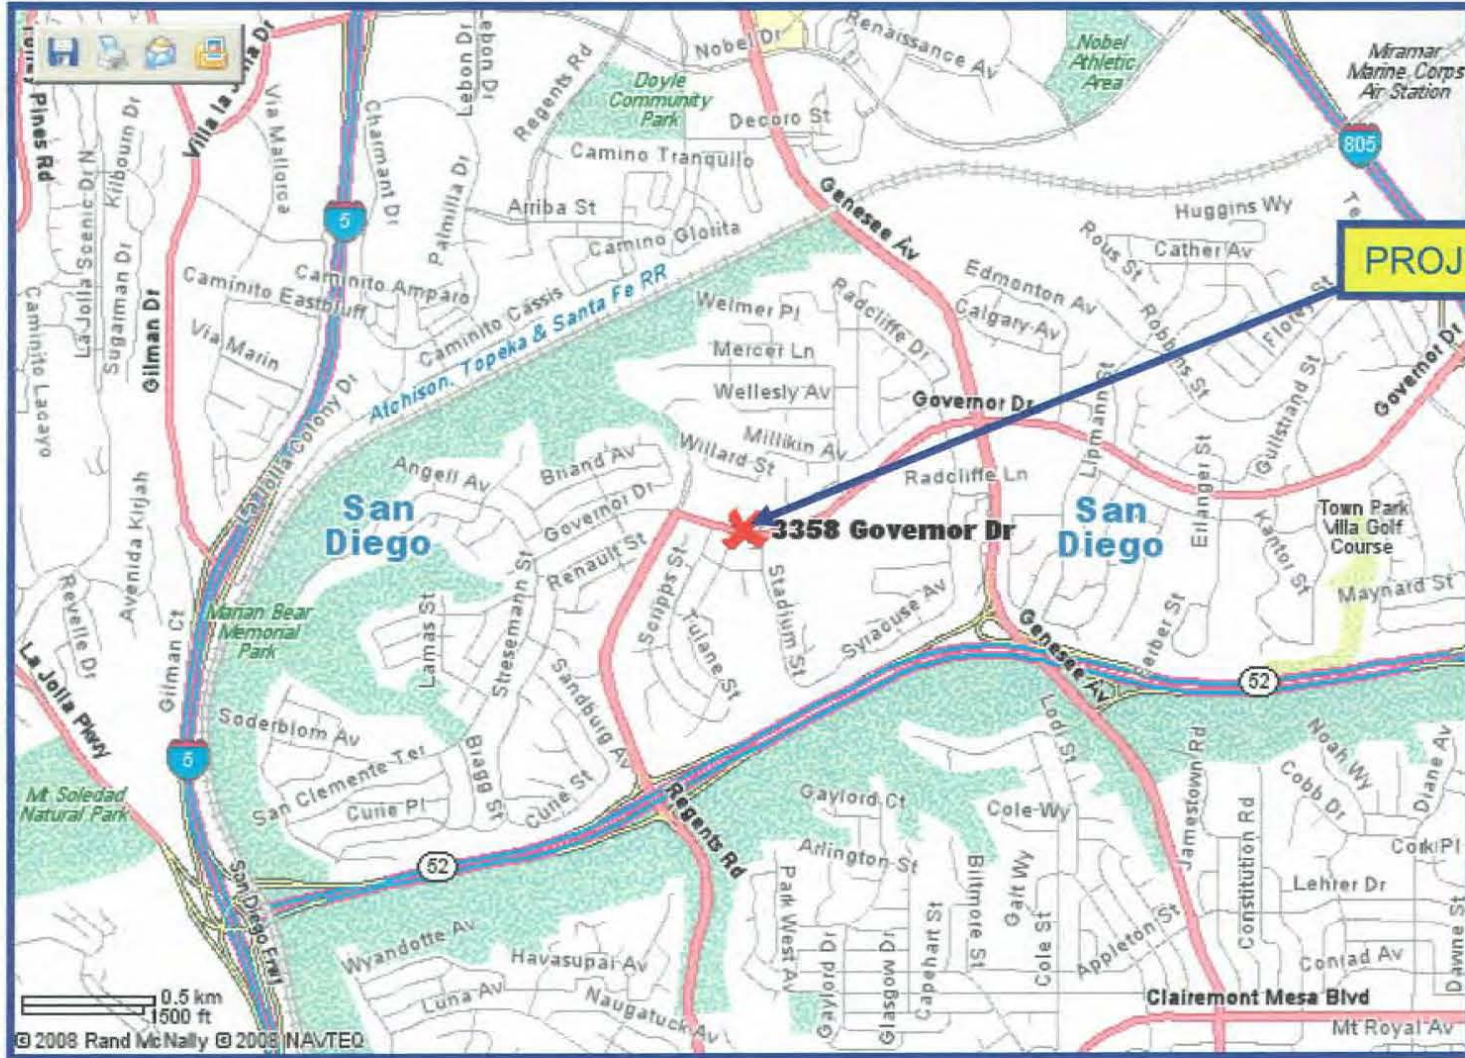 Villa la Jolla Dr
Pines Rd
Kilbourn Dr
La Jolla Scenic Dr N
Sugarman Dr
Via Mallorca
Charmant Dr
Lebon Dr
Lebon Dr
Regents Rd
Palmilla Dr
Nobel Dr
Renaissance Av
Nobel
Athletic
Area
Miramar
Marine Corps
Air Station
Doyle
Community
Park
Decoro St
Camino Tranquilo
805
5
Arriba St
Camino Glorita
Genesee Av
Huggins Wy
Rous St
Cather Av
PROJ
Caminito Amparo
Caminito Eastbluff
Caminito Cassis
Atchison, Topeka & Santa Fe RR
Gilman Dr
Via Marin
La Jolla Colony Dr
Weimer Pl
Radcliffe Dr
Edmonton Av
Calgary Av
Robbins St
Florey St
Mercer Ln
Wellesly Av
Governor Dr
Lipmann St
Gullstrand St
Governor Dr
Millikin Av
Willard St
Radcliffe Ln
Angell Av
Briand Av
Governor Dr
Renault St
San
Diego
3358 Governor Dr
San
Diego
Erlanger St
Kantor St
Town Park
Villa Golf
Course
Maynard St
Avenida Kirjah
Revelle Dr
La Jolla Pkwy
Gilman Ct
Marian Bear
Memorial
Park
Lamas St
Stresemann St
Scripps St
Tulane St
Stadium St
Syracuse Av
Genesee Av
52
Soderblom Av
Sandburg Av
5
San Clemente Ter
Curie Pl
Bragg St
Curie St
Regents Rd
Lodi St
Jamestown Rd
Noah Wy
Cobb Dr
Diane Av
Mt Soledad
Natural Park
Gaylord Ct
Cole Wy
Arlington St
52
San Diego Frwy
Park West Av
Biltmore St
Galt Wy
Constitution Rd
Lehrer Dr
Wyandotte Av
Havasupai Av
Luna Av
Naugatuck Av
Gaylord Dr
Glasgow Dr
Capehart St
Cole St
Appleton St
Conrad Av
Dawne St
Clairemont Mesa Blvd
Mt Royal Av
0.5 km
1500 ft
© 2008 Rand McNally © 2008 NAVTEQ